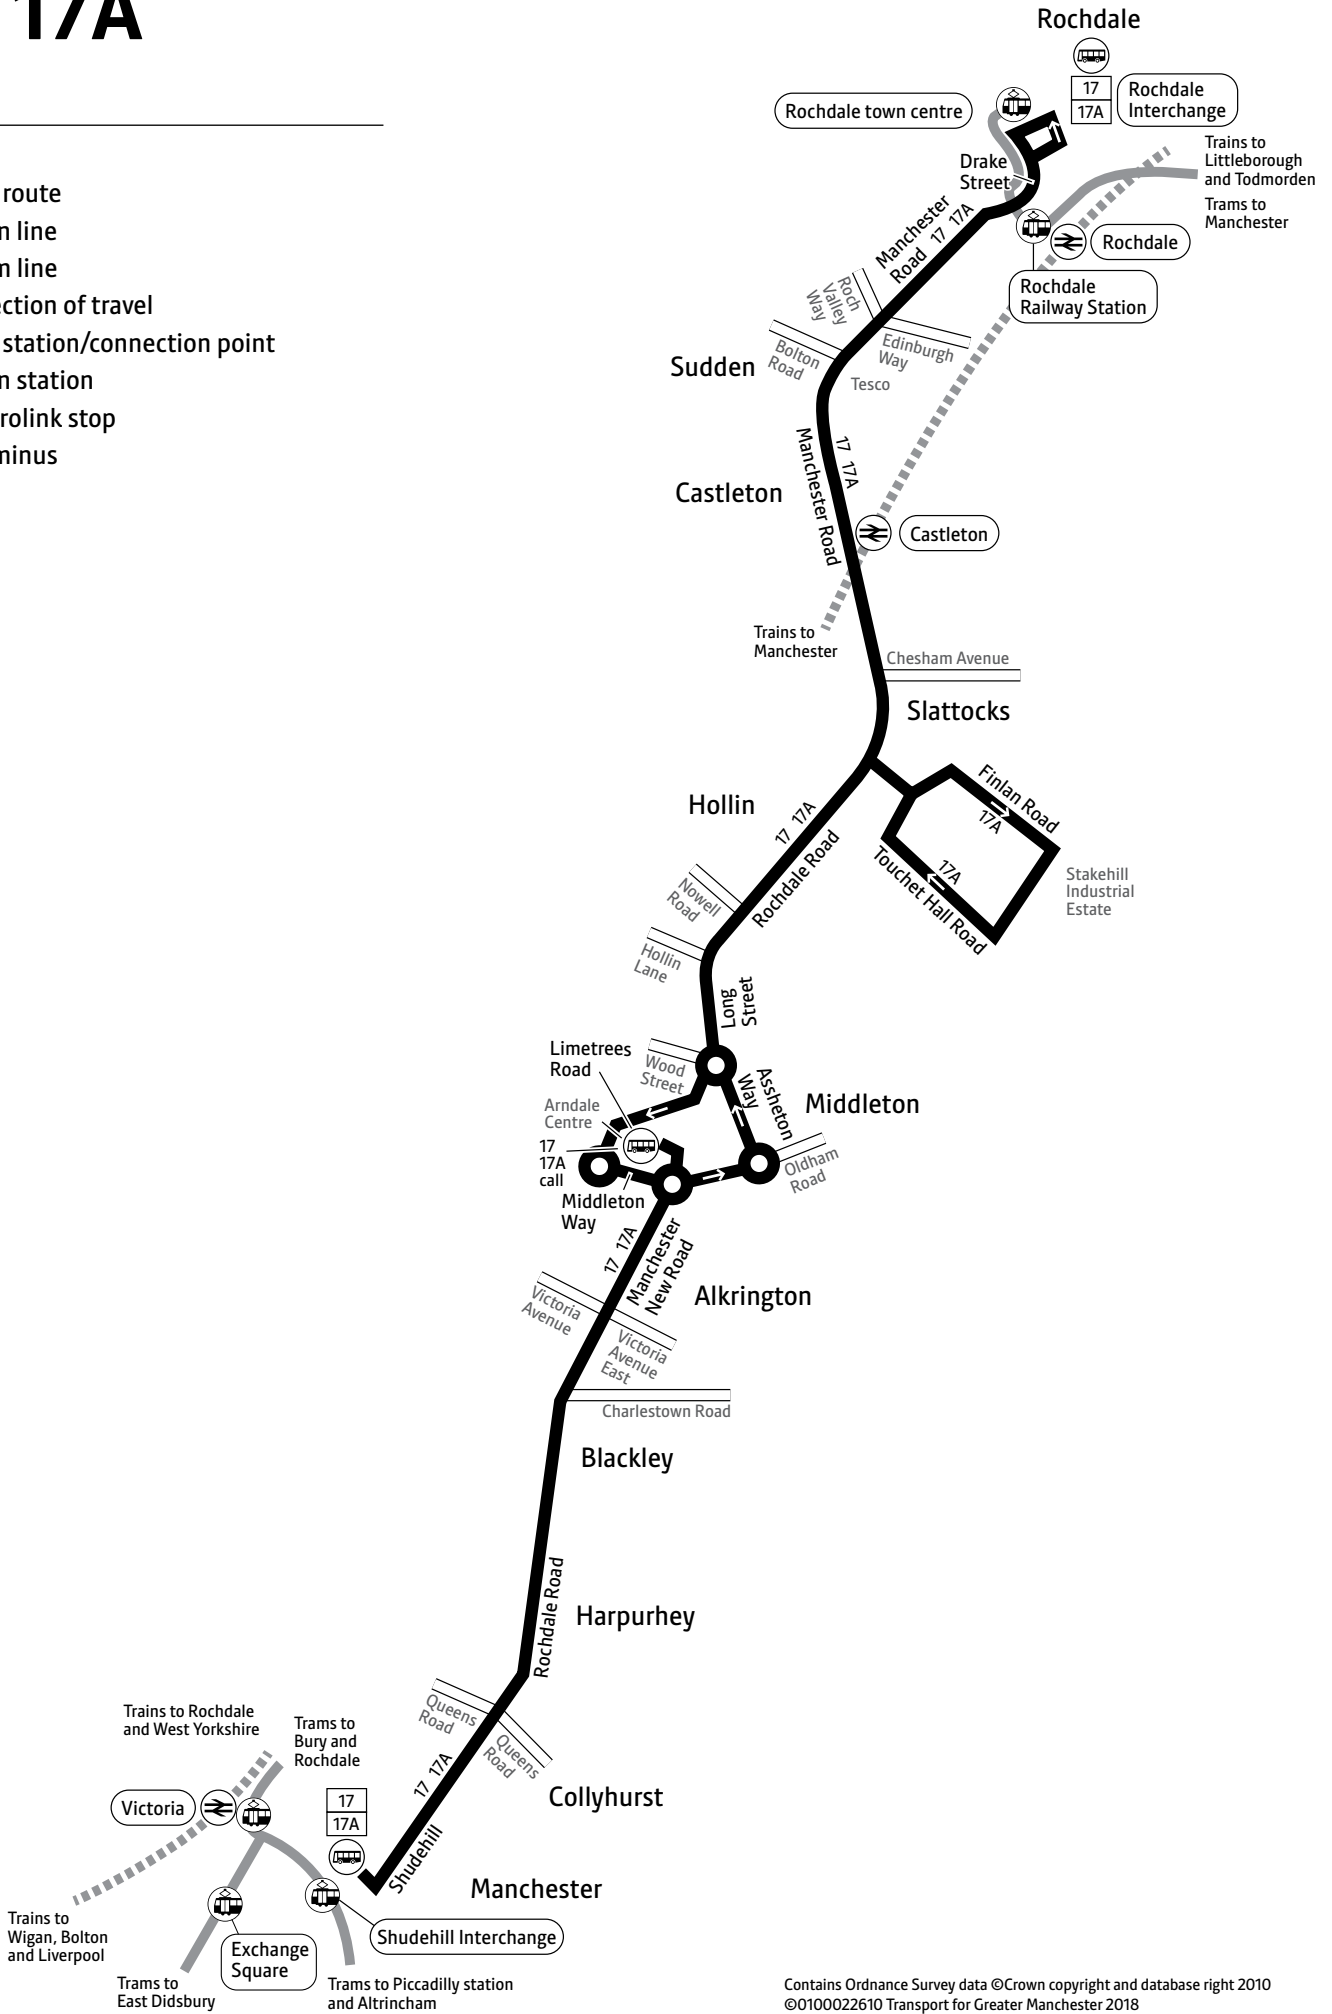 17A
route
n line
m line
ection of travel
station/connection point
n station
rolink stop
minus
Rochdale
17
17A
Rochdale
Interchange
Rochdale town centre
Trains to
Littleborough
and Todmorden
Trams to
Manchester
Drake
Street
Rochdale
Rochdale
Railway Station
Manchester
Road 17 17A
Roch
Valley
Way
Edinburgh
Way
Bolton
Road
Sudden
Tesco
17 17A
Manchester Road
Castleton
Castleton
Trains to
Manchester
Chesham Avenue
Slattocks
Finlan Road
17A
Hollin
17 17A
Rochdale Road
17A
Touchet Hall Road
Stakehill
Industrial
Estate
Nowell
Road
Hollin
Lane
Long
Street
Limetrees
Road
Wood
Street
Assheton
Way
Middleton
Arndale
Centre
17
17A
call
Oldham
Road
Middleton
Way
17 17A
Manchester
New Road
Alkrington
Victoria
Avenue
Victoria
Avenue
East
Charlestown Road
Blackley
Rochdale Road
Harpurhey
Queens
Road
Queens
Road
17 17A
Collyhurst
Trains to Rochdale
and West Yorkshire
Trams to
Bury and
Rochdale
Victoria
17
17A
Shudehill
Manchester
Shudehill Interchange
Exchange
Square
Trains to
Wigan, Bolton
and Liverpool
Trams to
East Didsbury
Trams to Piccadilly station
and Altrincham
Contains Ordnance Survey data ©Crown copyright and database right 2010
©0100022610 Transport for Greater Manchester 2018